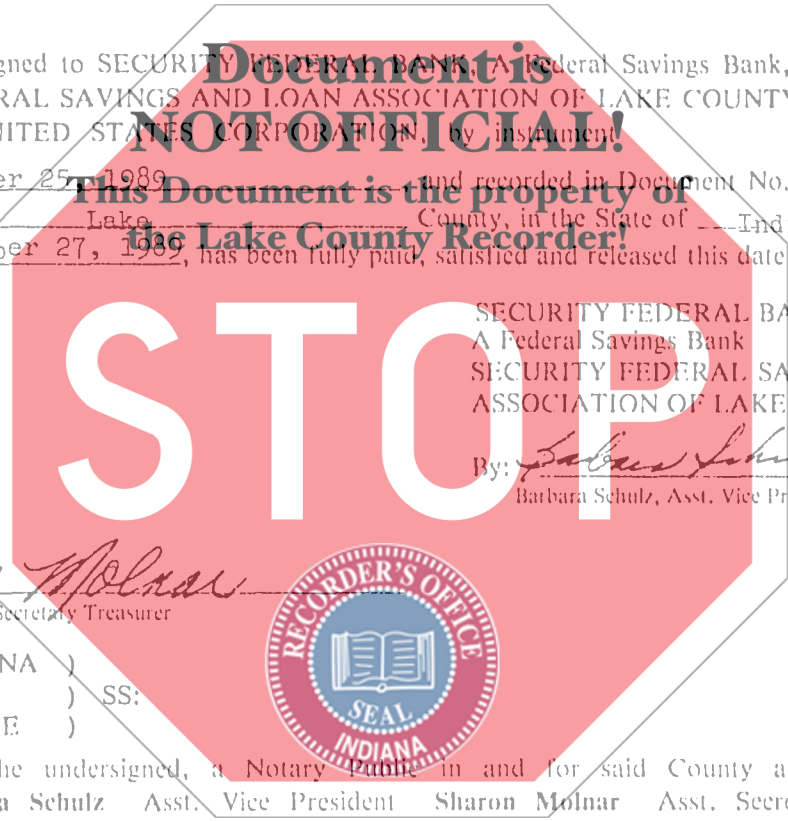 Document is
NOT OFFICIAL!
This Document is the property of
the Lake County Recorder!
STOP
gned to SECURITY FEDERAL BANK, A Federal Savings Bank,
RAL SAVINGS AND LOAN ASSOCIATION OF LAKE COUNTY
NITED STATES CORPORATION, by instrument
er 25, 1989 and recorded in Document No.
Lake County, in the State of Ind
ber 27, 1989, has been fully paid, satisfied and released this date
SECURITY FEDERAL BA
A Federal Savings Bank
SECURITY FEDERAL SA
ASSOCIATION OF LAKE
By: Barbara Schu
Barbara Schulz, Asst. Vice Pr
Molnar
Secretary Treasurer
RECORDER'S OFFICE
SEAL
INDIANA
NA )
) SS:
E )
he undersigned, a Notary Public in and for said County a
a Schulz Asst. Vice President Sharon Molnar Asst. Secre